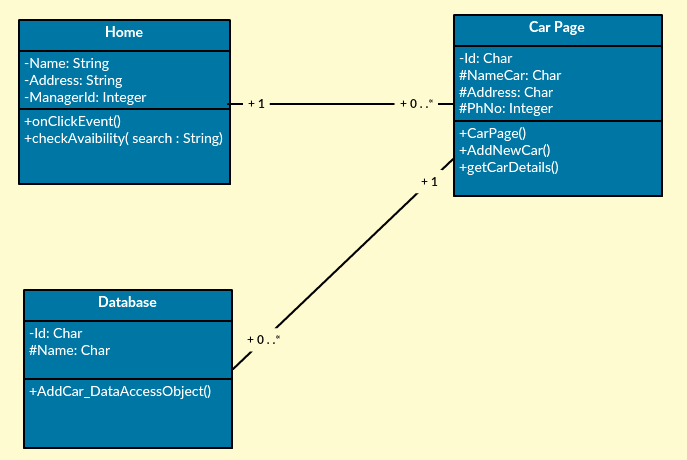 Home
-Name: String
-Address: String
-ManagerId: Integer
+onClickEvent()
+checkAvaibility( search : String)
+ 1
+ 0 . .*
Car Page
-Id: Char
#NameCar: Char
#Address: Char
#PhNo: Integer
+CarPage()
+AddNewCar()
+getCarDetails()
+ 1
+ 0 . .*
Database
-Id: Char
#Name: Char
+AddCar_DataAccessObject()